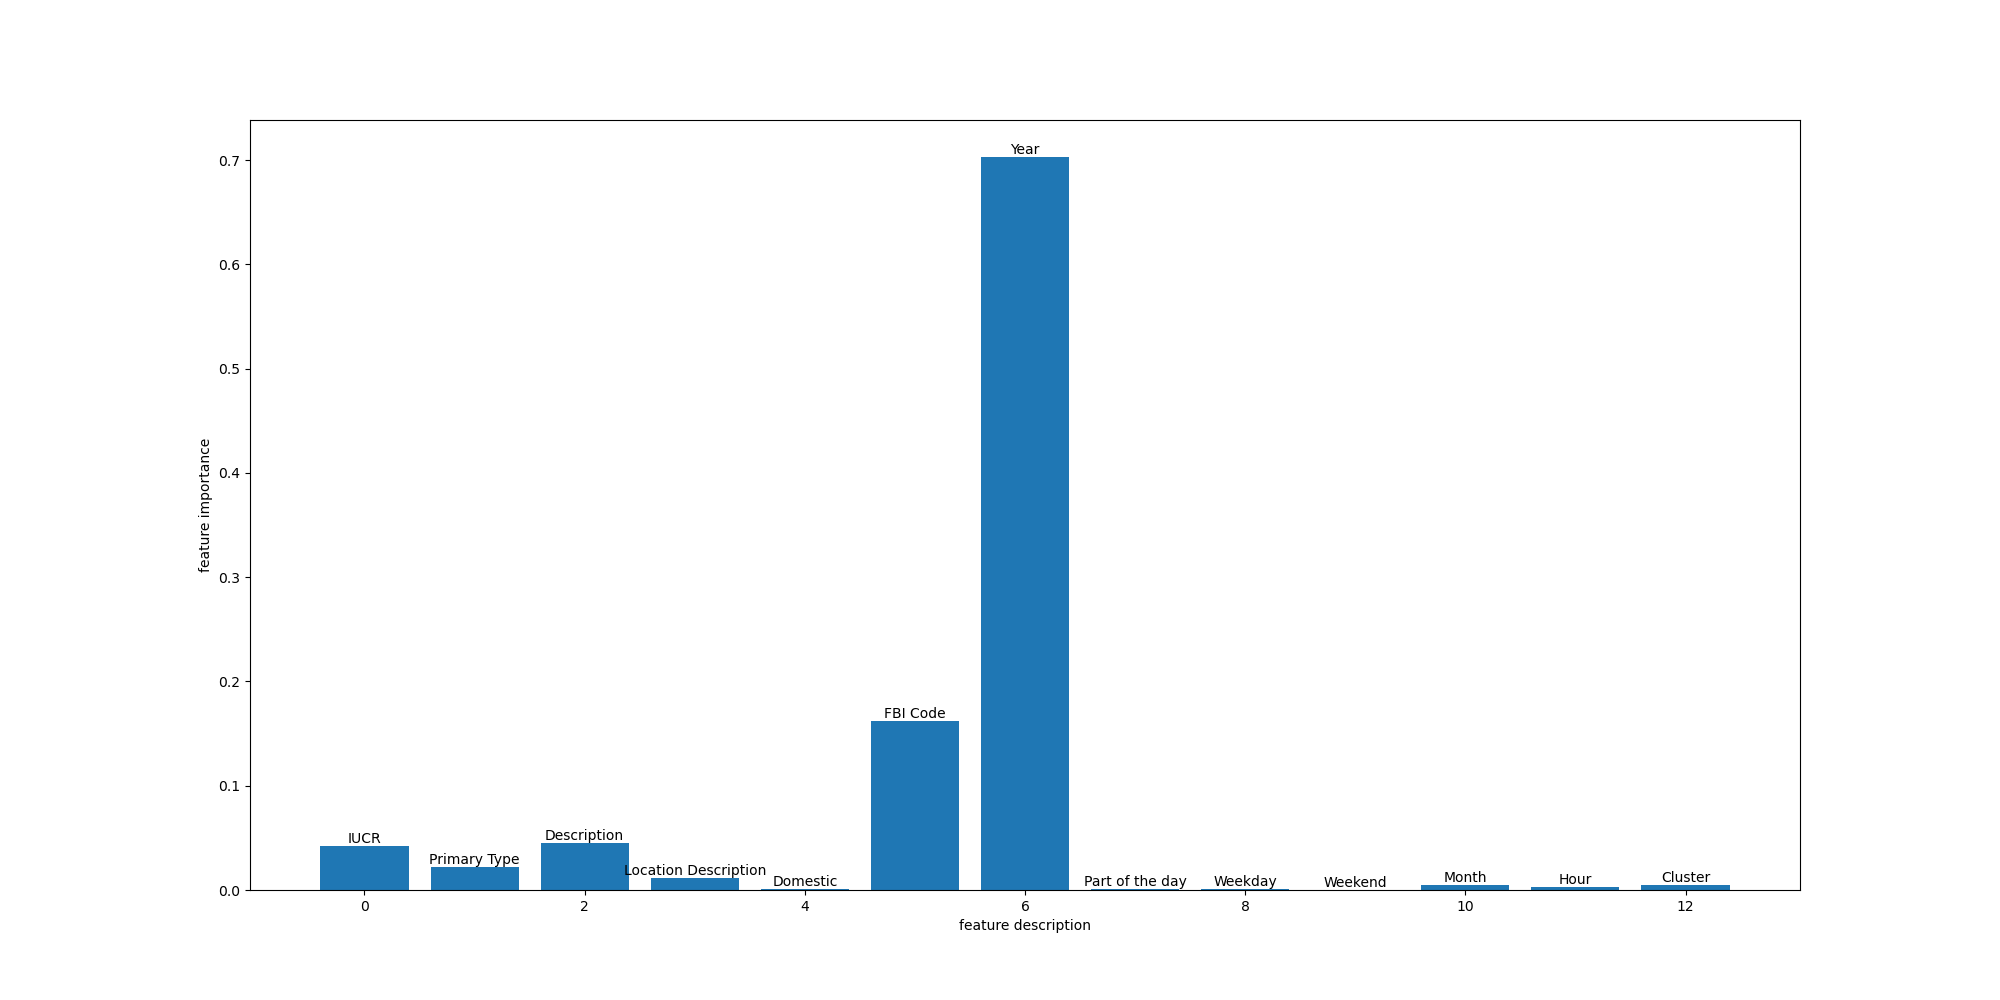 Year
0.7
0.6
0.5
0.4
0.3
0.2
0.1
0.0
feature importance
FBI Code
IUCR
Primary Type
Description
Location Description
Domestic
Part of the day
Weekday
Weekend
Month
Hour
Cluster
0 2 4 6 8 10 12
feature description